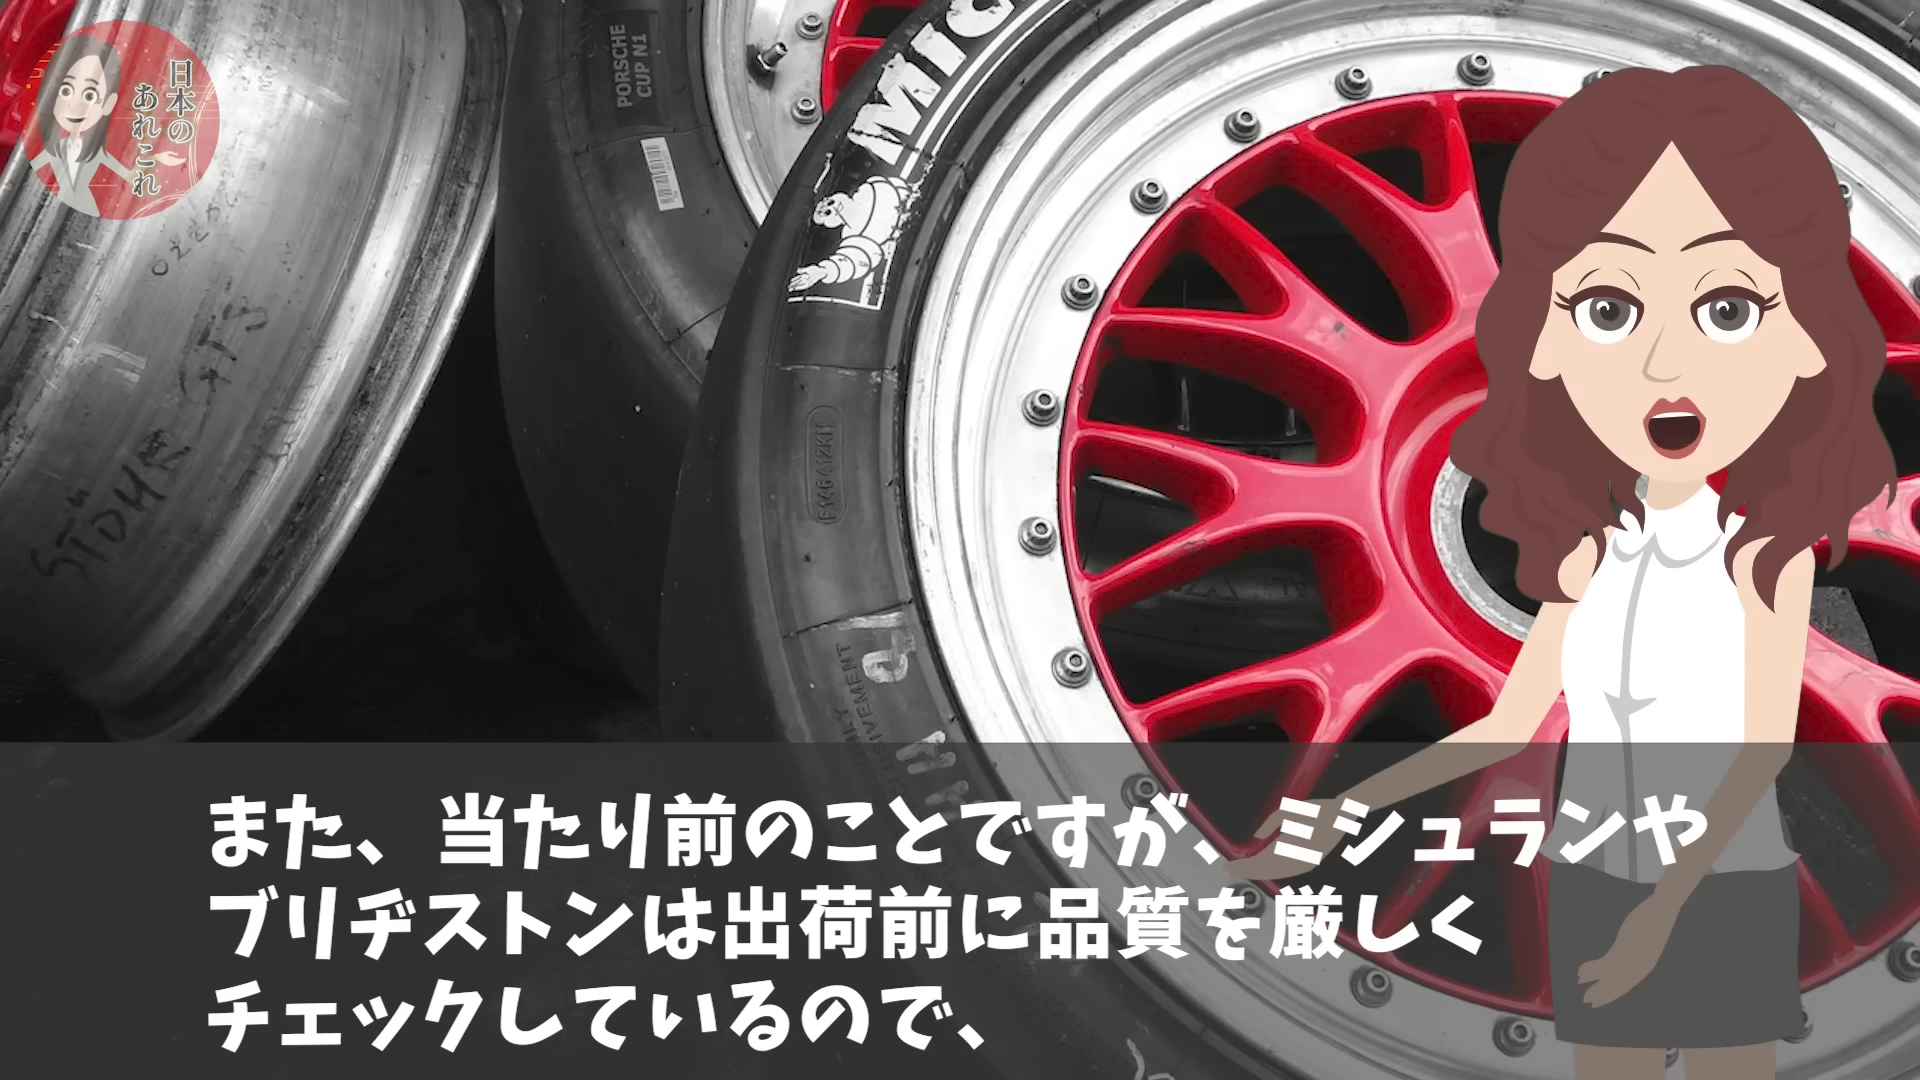 日本の
あれこれ
PORSCHE
CUP N1
MIC
F146412KH
STOUR
また、当たり前のことですが、ミシュランや
ブリヂストンは出荷前に品質を厳しく
チェックしているので、